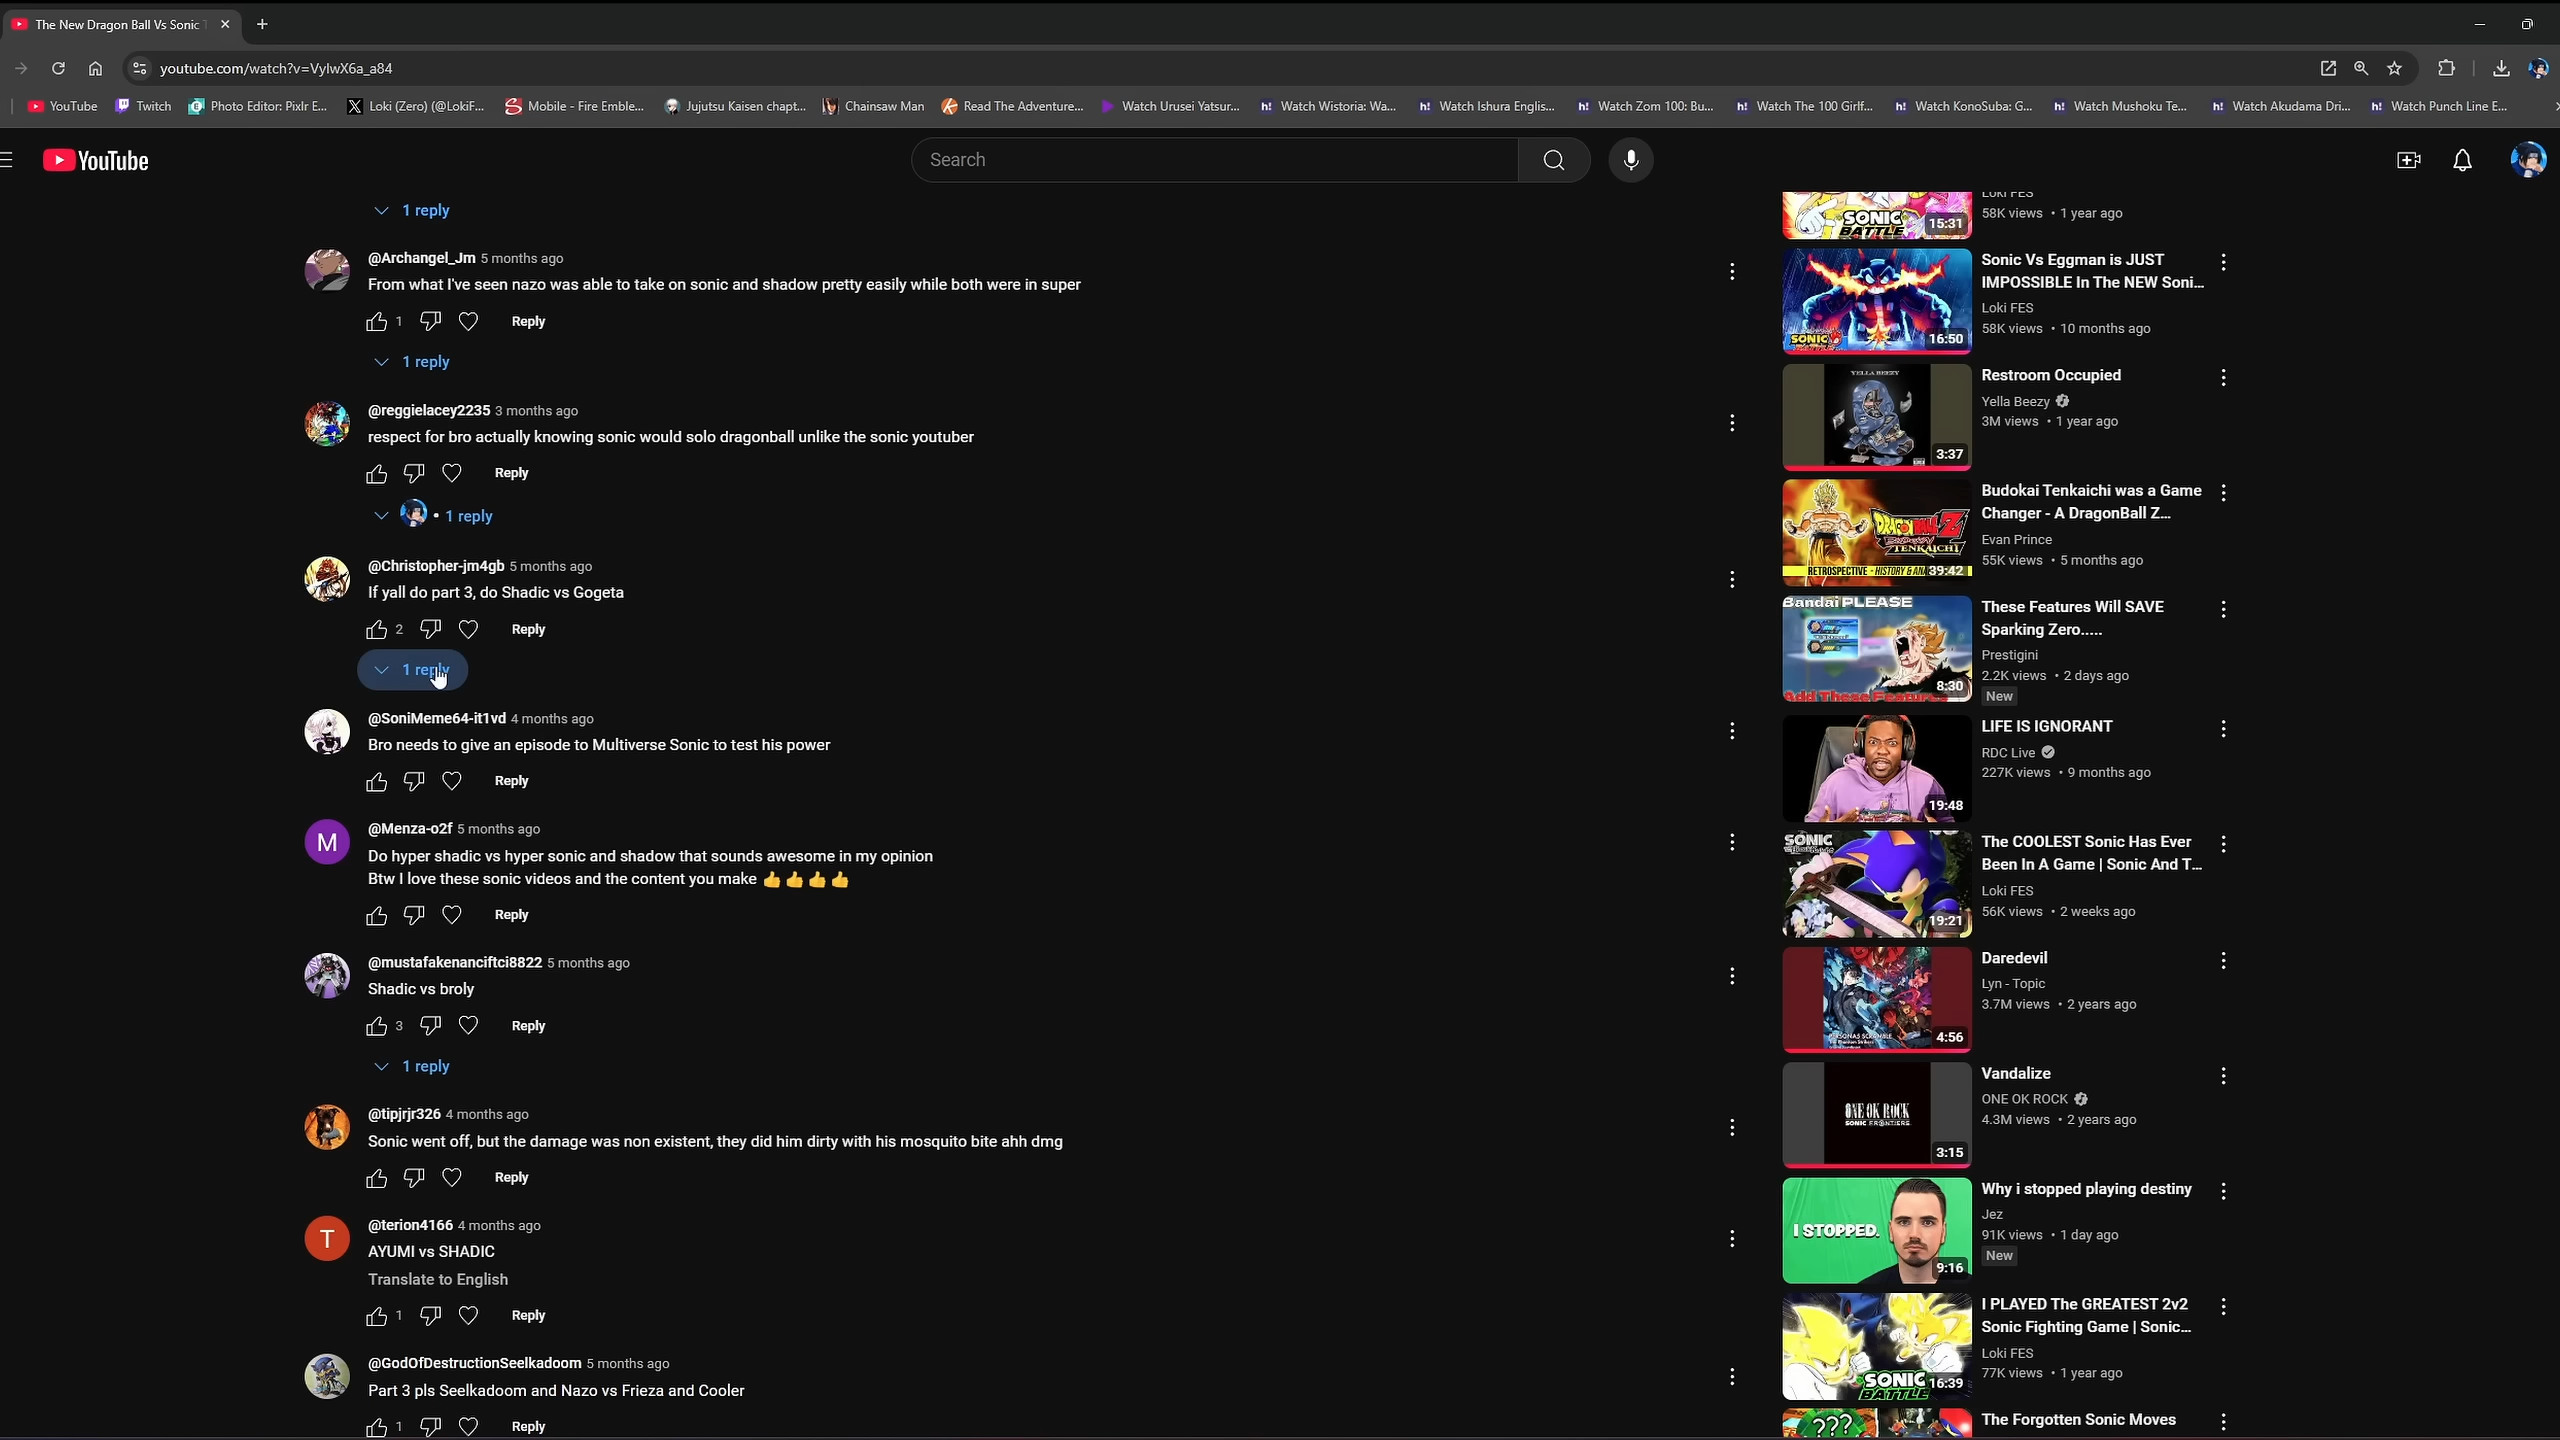 The New Dragon Ball Vs Sonic
youtube.com/watch?v=VylwX6a_a84
YouTube
Twitch
Photo Editor: Pixlr E...
Loki (Zero) (@LokiF...
Mobile - Fire Emble...
Jujutsu Kaisen chapt...
Chainsaw Man
Read The Adventure...
Watch Urusei Yatsur...
Watch Wistoria: Wa...
Watch Ishura Englis...
Watch Zom 100: Bu...
Watch The 100 Girlf...
Watch KonoSuba: G...
Watch Mushoku Te...
Watch Akudama Dri...
Watch Punch Line E...
YouTube
Search
1 reply
@Archangel_Jm 5 months ago
From what I've seen nazo was able to take on sonic and shadow pretty easily while both were in super
1 Reply
1 reply
@reggielacey2235 3 months ago
respect for bro actually knowing sonic would solo dragonball unlike the sonic youtuber
Reply
• 1 reply
@Christopher-jm4gb 5 months ago
If yall do part 3, do Shadic vs Gogeta
2 Reply
1 reply
@SoniMeme64-it1vd 4 months ago
Bro needs to give an episode to Multiverse Sonic to test his power
Reply
M
@Menza-o2f 5 months ago
Do hyper shadic vs hyper sonic and shadow that sounds awesome in my opinion
Btw I love these sonic videos and the content you make 👍👍👍👍
Reply
@mustafakenanciftci8822 5 months ago
Shadic vs broly
3 Reply
1 reply
@tipjrjr326 4 months ago
Sonic went off, but the damage was non existent, they did him dirty with his mosquito bite ahh dmg
Reply
T
@terion4166 4 months ago
AYUMI vs SHADIC
Translate to English
1 Reply
@GodOfDestructionSeelkadoom 5 months ago
Part 3 pls Seelkadoom and Nazo vs Frieza and Cooler
1 Reply
SONIC
BATTLE
15:31
Loki FES
58K views • 1 year ago
SONIC
16:50
Sonic Vs Eggman is JUST
IMPOSSIBLE In The NEW Soni...
Loki FES
58K views • 10 months ago
YELLA BEEZY
3:37
Restroom Occupied
Yella Beezy
3M views • 1 year ago
DRAGONBALL Z
BUDOKAI
TENKAICHI
RETROSPECTIVE - HISTORY & ANA
39:42
Budokai Tenkaichi was a Game
Changer - A DragonBall Z...
Evan Prince
55K views • 5 months ago
Bandai PLEASE
Add These Features
8:30
These Features Will SAVE
Sparking Zero.....
Prestigini
2.2K views • 2 days ago
New
19:48
LIFE IS IGNORANT
RDC Live
227K views • 9 months ago
SONIC
19:21
The COOLEST Sonic Has Ever
Been In A Game | Sonic And T...
Loki FES
56K views • 2 weeks ago
4:56
Daredevil
Lyn - Topic
3.7M views • 2 years ago
ONE OK ROCK
SONIC FRONTIERS
3:15
Vandalize
ONE OK ROCK
4.3M views • 2 years ago
I STOPPED.
9:16
Why i stopped playing destiny
Jez
91K views • 1 day ago
New
SONIC
BATTLE
16:39
I PLAYED The GREATEST 2v2
Sonic Fighting Game | Sonic...
Loki FES
77K views • 1 year ago
???
The Forgotten Sonic Moves